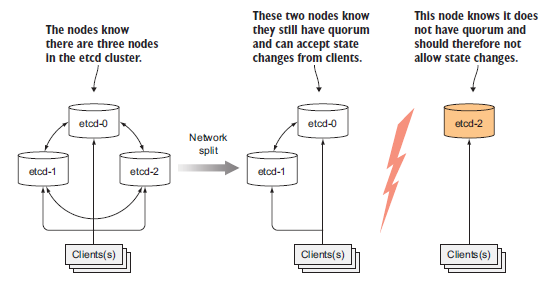 The nodes know
there are three nodes
in the etcd cluster.
These two nodes know
they still have quorum
and can accept state
changes from clients.
This node knows it does
not have quorum and
should therefore not
allow state changes.
etcd-0
etcd-1
etcd-2
Clients(s)
Network
split
etcd-0
etcd-1
Clients(s)
etcd-2
Clients(s)